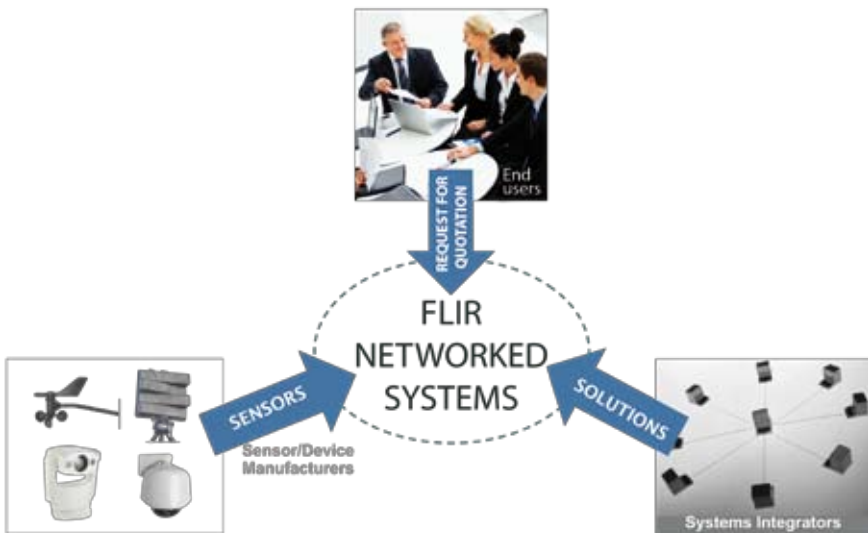 End
users
REQUEST FOR
QUOTATION
FLIR
NETWORKED
SYSTEMS
SENSORS
SOLUTIONS
Sensor/Device
Manufacturers
Systems Integrators